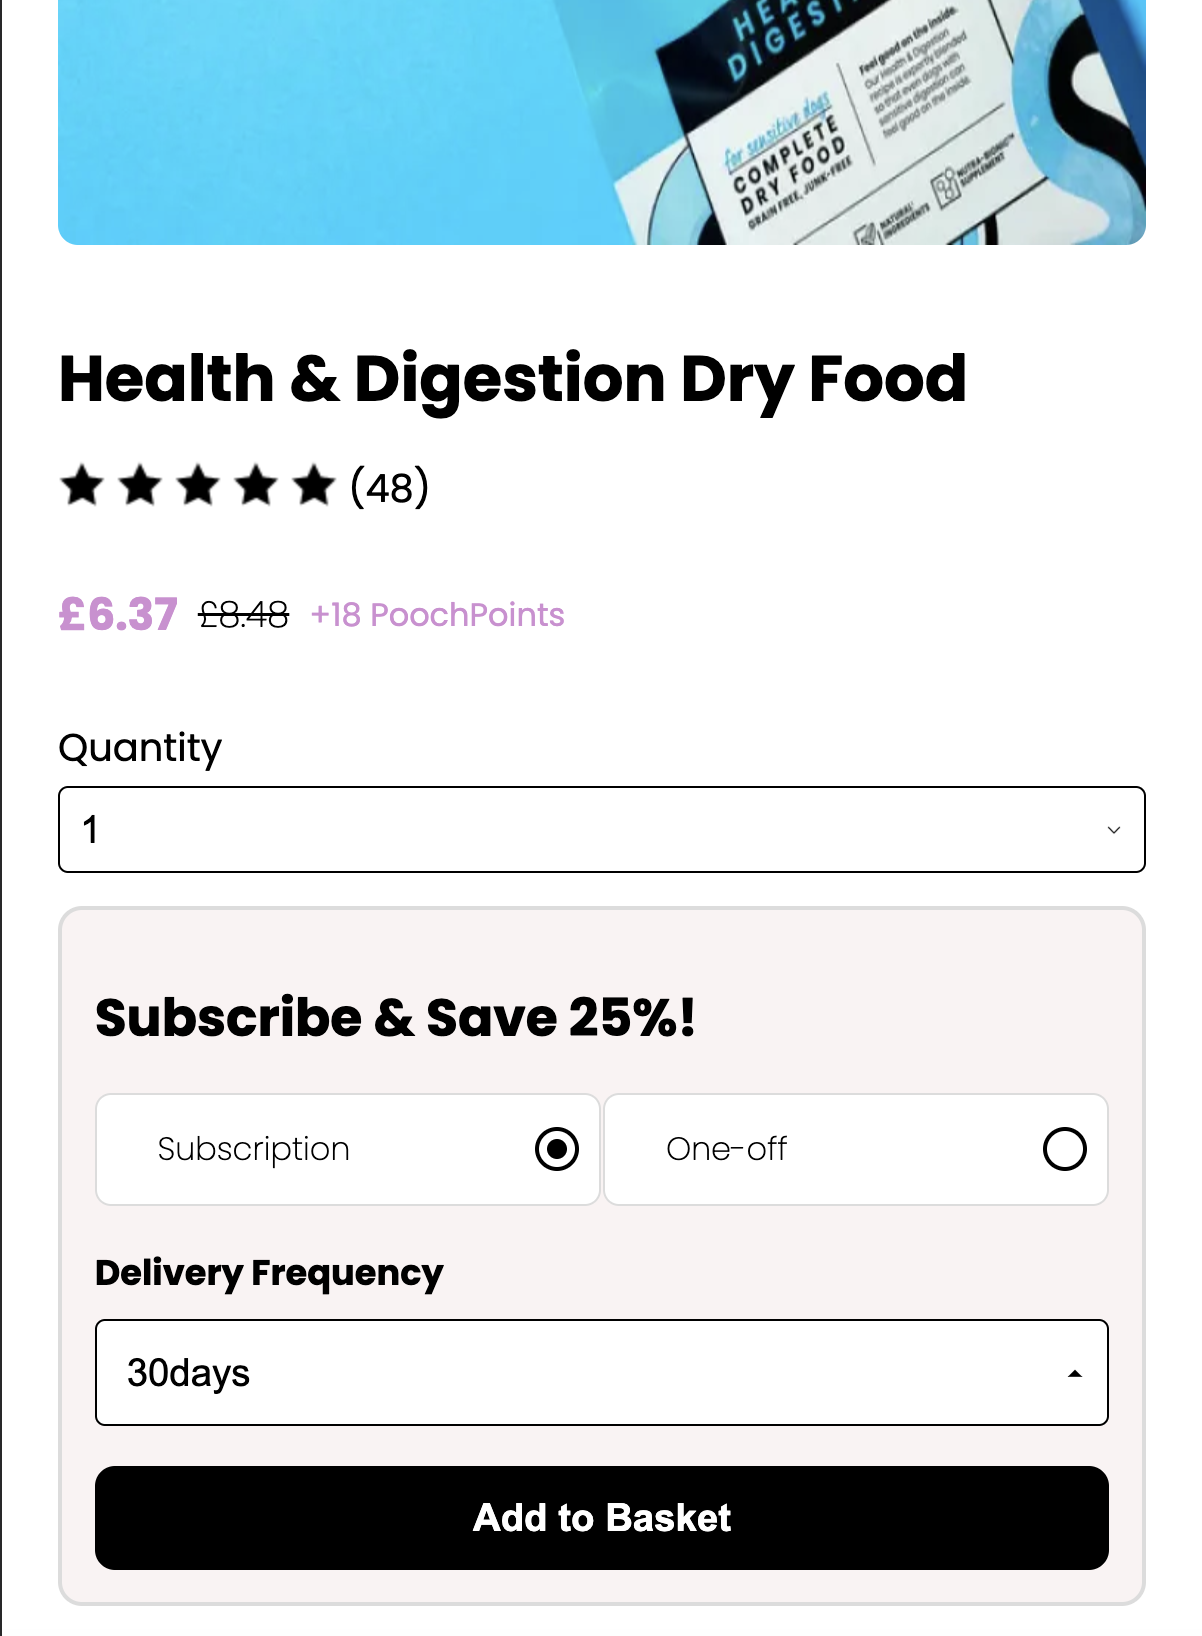 HEA
DIGEST
Feel good on the inside.
Our Health & Digestion
recipe is expertly blended
so that even dogs with
sensitive digestion can
feel good on the inside.
for sensitive dogs
COMPLETE
DRY FOOD
GRAIN FREE, JUNK-FREE
NATURAL
INGREDIENTS
NUTRA-BIONIC™
SUPPLEMENT
Health & Digestion Dry Food
(48)
£6.37 £8.48 +18 PoochPoints
Quantity
1
Subscribe & Save 25%!
Subscription
One-off
Delivery Frequency
30days
Add to Basket